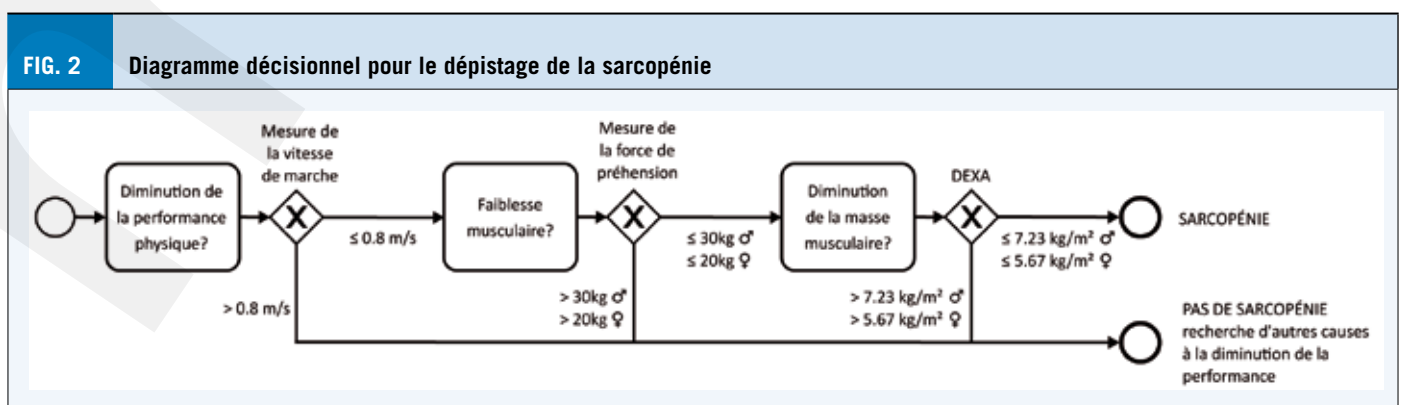 FIG. 2 Diagramme décisionnel pour le dépistage de la sarcopénie
Diminution de
la performance
physique?
Mesure de
la vitesse
de marche
X
≤ 0.8 m/s
> 0.8 m/s
Faiblesse
musculaire?
Mesure de
la force de
préhension
X
≤ 30kg ♂
≤ 20kg ♀
> 30kg ♂
> 20kg ♀
Diminution
de la masse
musculaire?
DEXA
X
≤ 7.23 kg/m² ♂
≤ 5.67 kg/m² ♀
> 7.23 kg/m² ♂
> 5.67 kg/m² ♀
SARCOPÉNIE
PAS DE SARCOPÉNIE
recherche d'autres causes
à la diminution de la
performance